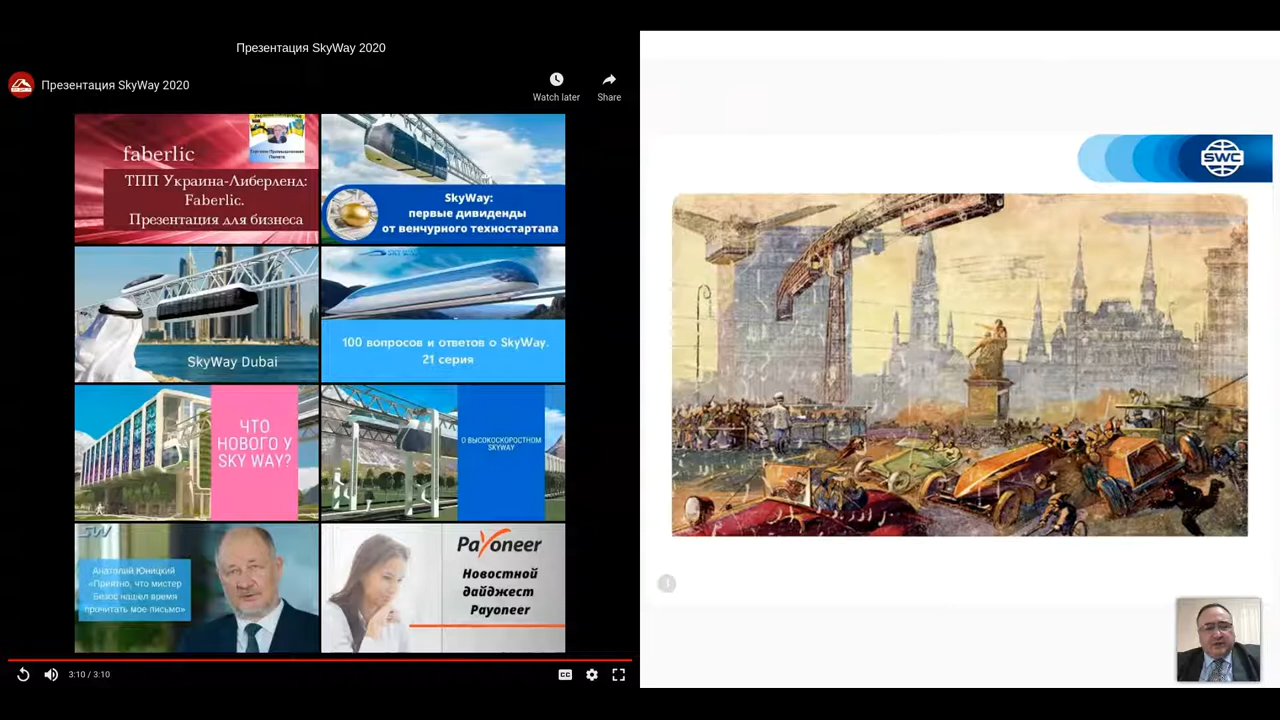 Презентация SkyWay 2020
Презентация SkyWay 2020
Watch later
Share
faberlic
ТПП Украина-Либерленд:
Faberlic.
Презентация для бизнеса
SkyWay:
первые дивиденды
от венчурного техностартапа
SkyWay Dubai
100 вопросов и ответов о SkyWay.
21 серия
ЧТО
НОВОГО У
SKY WAY?
О ВЫСОКОСКОРОСТНОМ
SKYWAY
SW
Анатолий Юницкий
«Приятно, что мистер
Безос нашел время
прочитать мое письмо»
Payoneer
Новостной
дайджест
Payoneer
3:10 / 3:10
CC
SWC